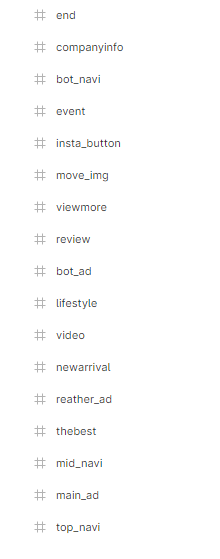 end
companyinfo
bot_navi
event
insta_button
move_img
viewmore
review
bot_ad
lifestyle
video
newarrival
reather_ad
thebest
mid_navi
main_ad
top_navi